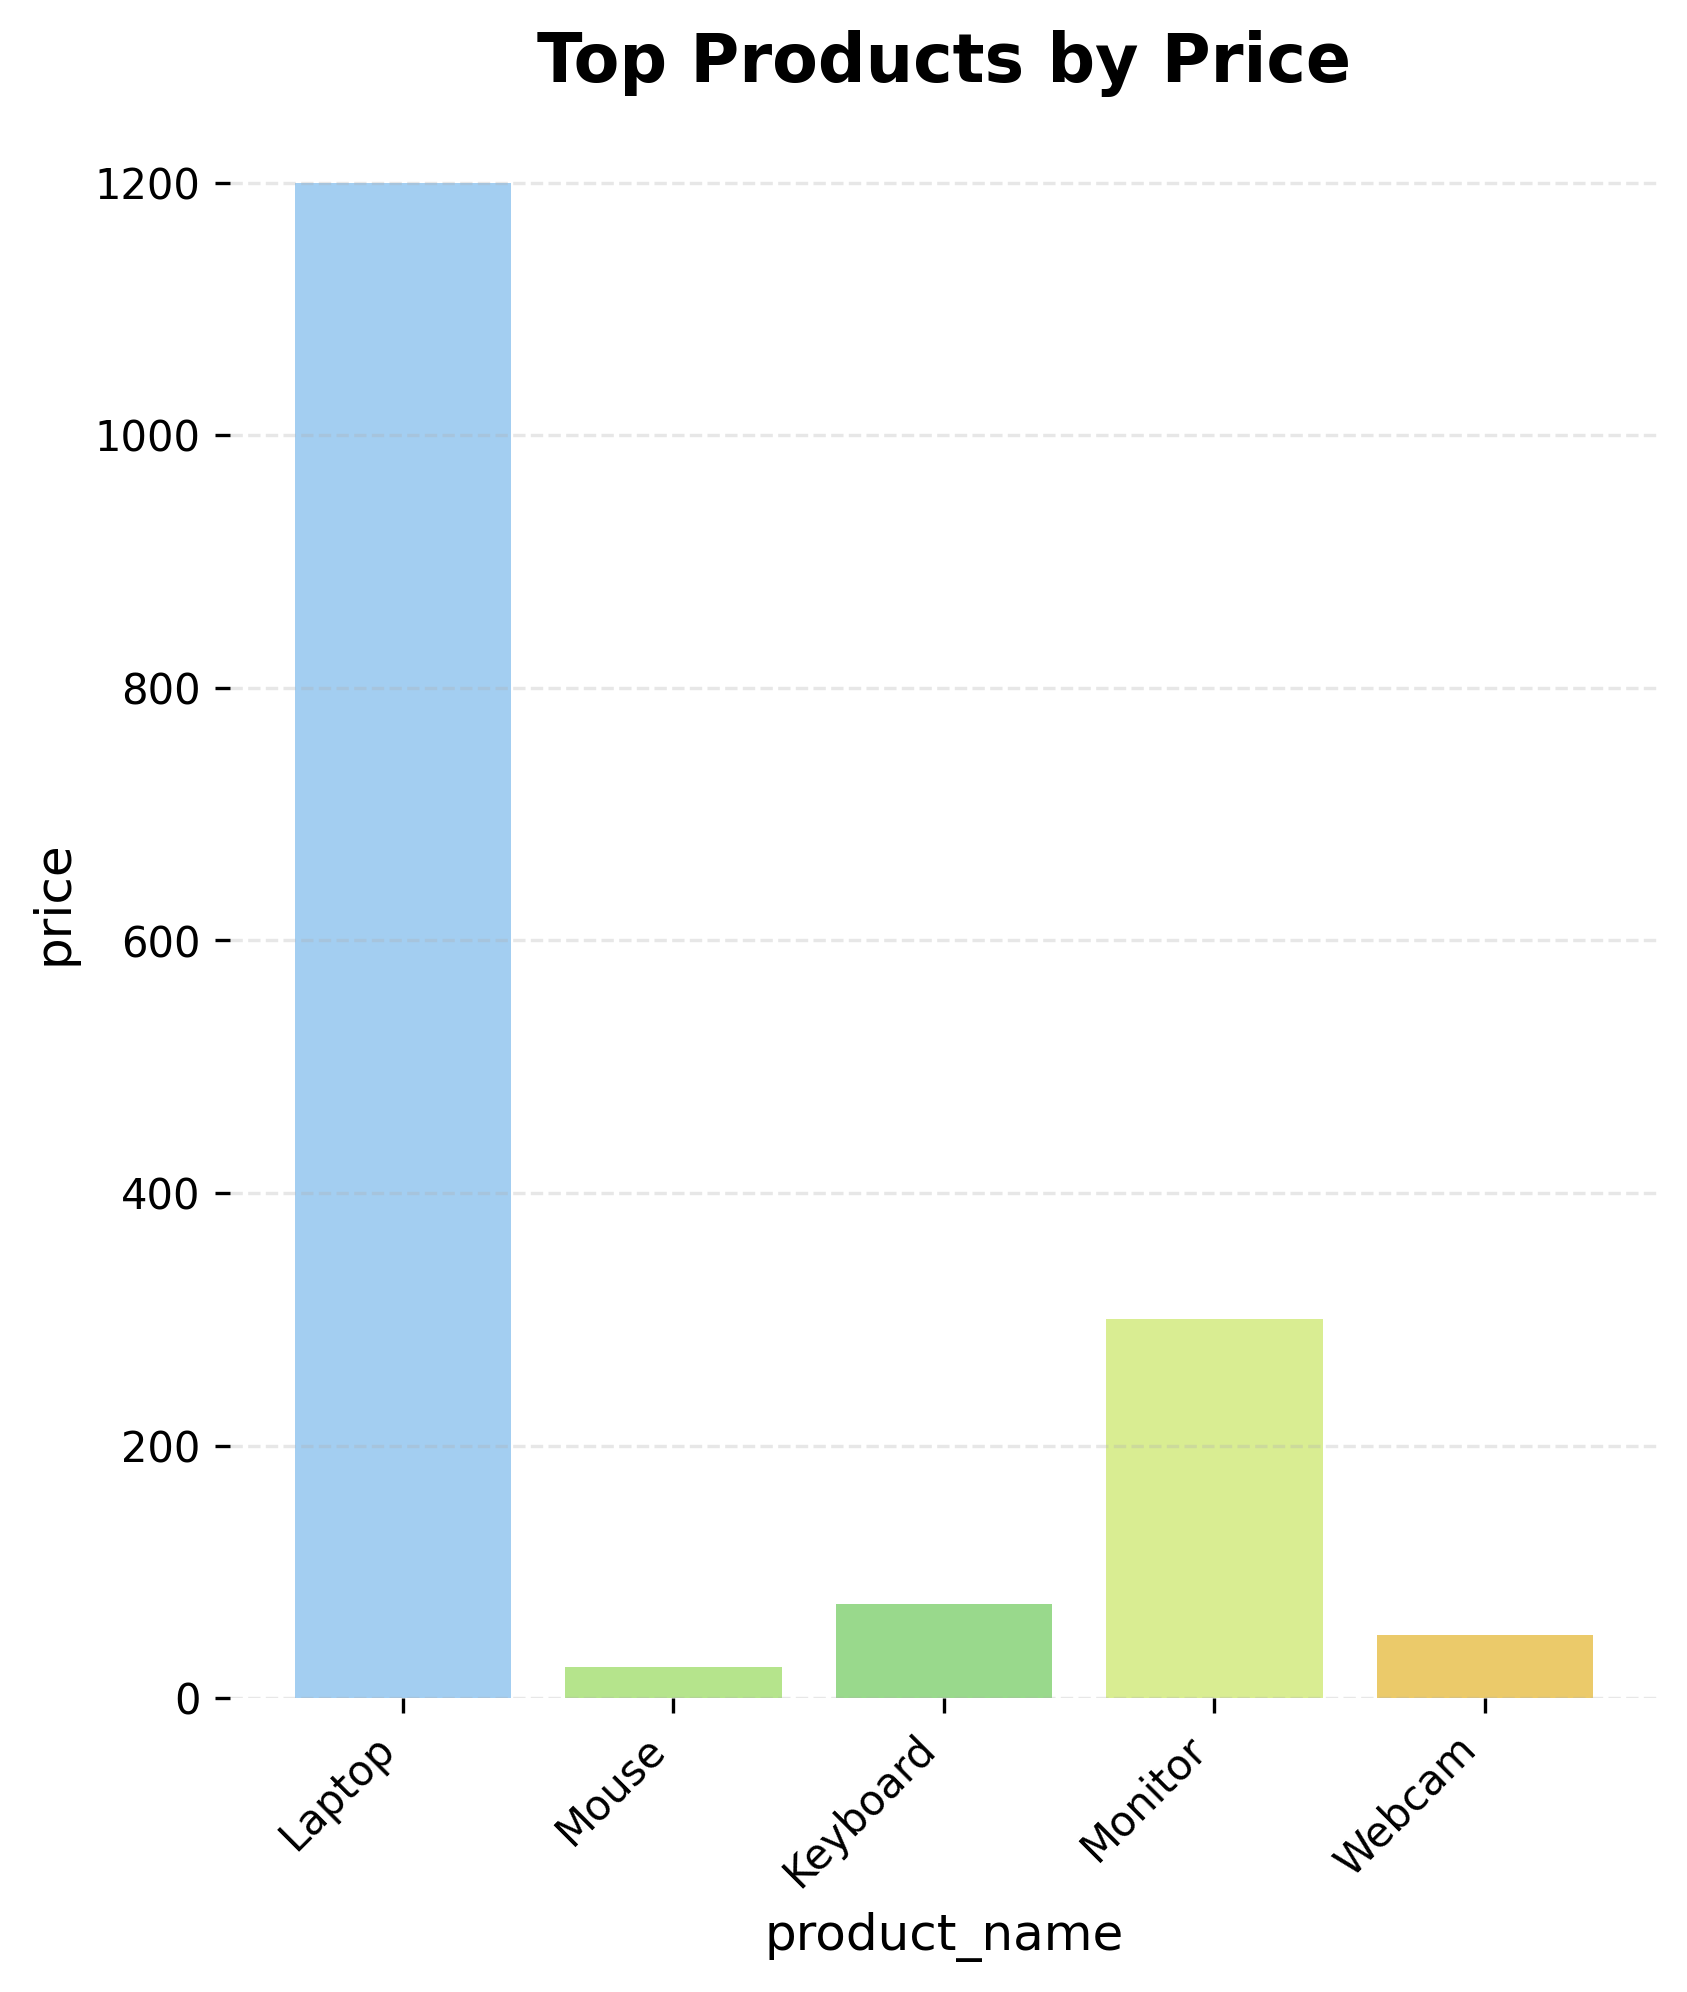 Top Products by Price
1200
1000
800
600
400
200
0
price
Laptop
Mouse
Keyboard
Monitor
Webcam
product_name